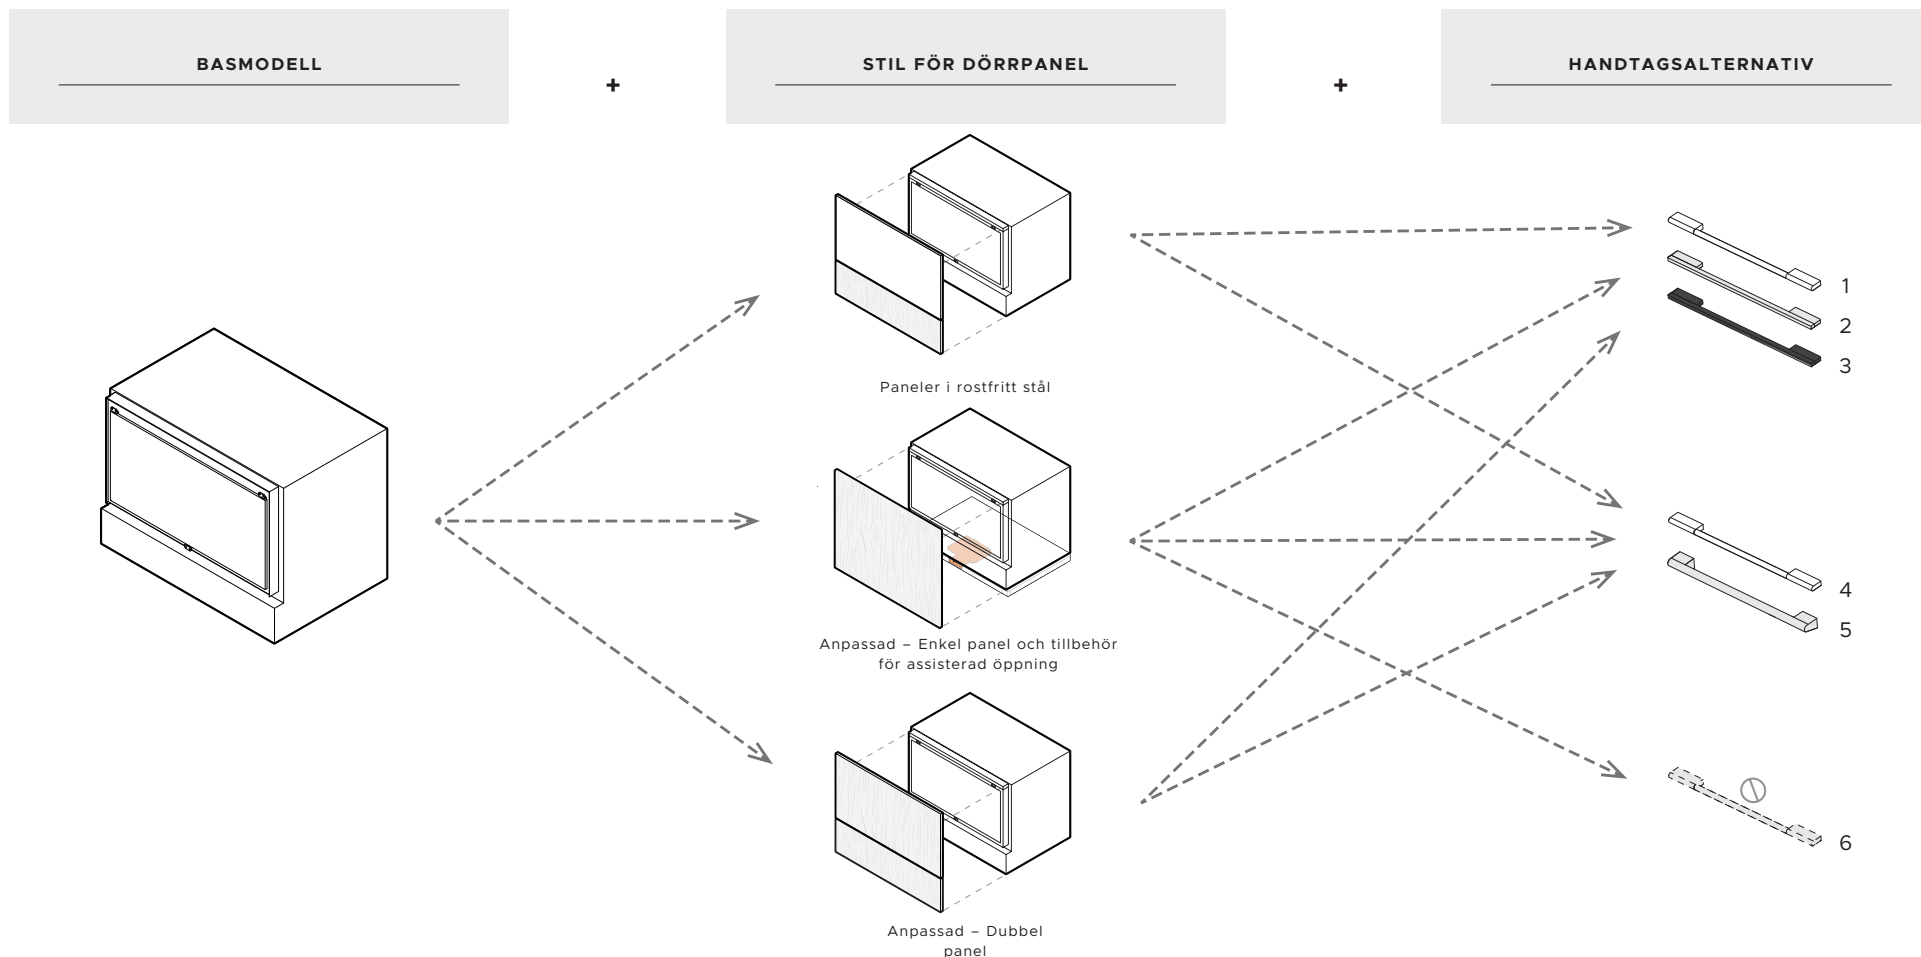 BASMODELL
+
STIL FÖR DÖRRPANEL
+
HANDTAGSALTERNATIV
Paneler i rostfritt stål
Anpassad – Enkel panel och tillbehör
för assisterad öppning
Anpassad – Dubbel
panel
1
2
3
4
5
6